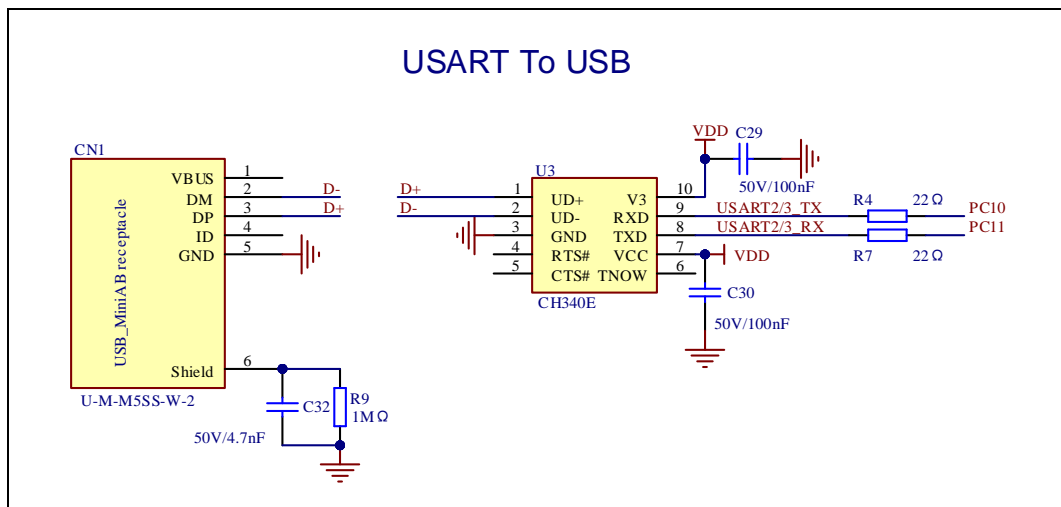 USART To USB
CN1
VBUS 1
DM 2 D-
DP 3 D+
ID 4
GND 5
USB_MiniAB receptacle
Shield 6
U-M-M5SS-W-2
C32
50V/4.7nF
R9
1MΩ
U3
D+ 1 UD+ V3 10
D- 2 UD- RXD 9 USART2/3_TX
3 GND TXD 8 USART2/3_RX
4 RTS# VCC 7 VDD
5 CTS# TNOW 6
CH340E
VDD
C29
50V/100nF
R4 22Ω PC10
PC11
R7 22Ω
C30
50V/100nF